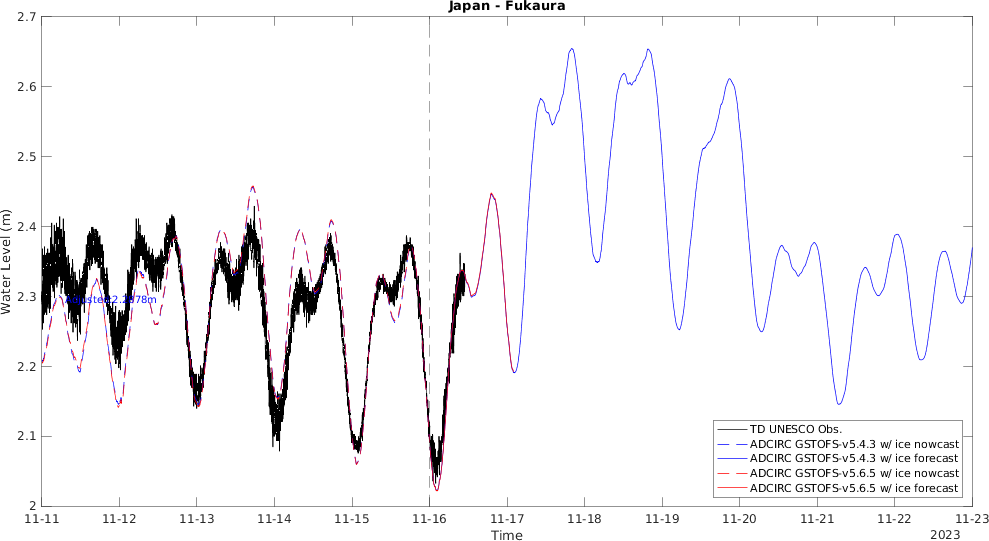 Japan - Fukaura
Water Level (m)
2.7
2.6
2.5
2.4
2.3
2.2
2.1
2
TD UNESCO Obs.
ADCIRC GSTOFS-v5.4.3 w/ ice nowcast
ADCIRC GSTOFS-v5.4.3 w/ ice forecast
ADCIRC GSTOFS-v5.6.5 w/ ice nowcast
ADCIRC GSTOFS-v5.6.5 w/ ice forecast
11-11 11-12 11-13 11-14 11-15 11-16 11-17 11-18 11-19 11-20 11-21 11-22 11-23
Time
2023